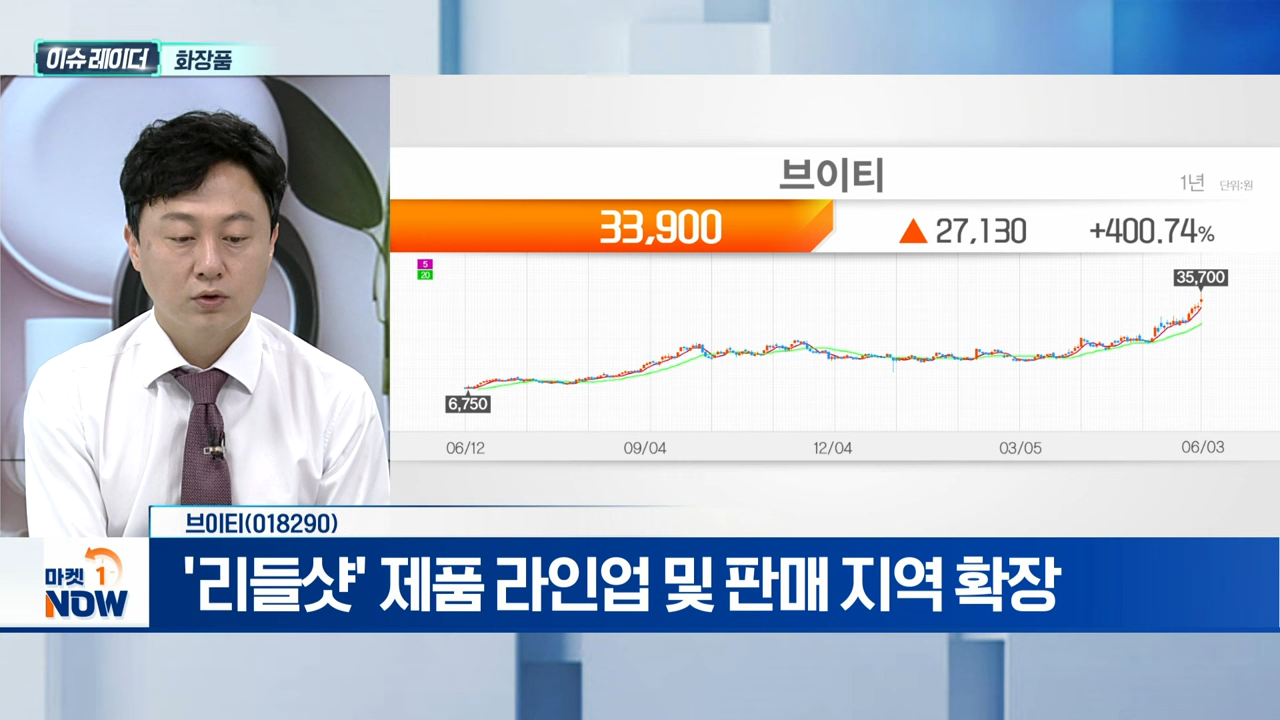 이슈레이더 화장품
브이티
1년 단위:원
33,900 ▲ 27,130 +400.74%
5
20
35,700
6,750
06/12 09/04 12/04 03/05 06/03
브이티(018290)
마켓 1
NOW
'리들샷' 제품 라인업 및 판매 지역 확장